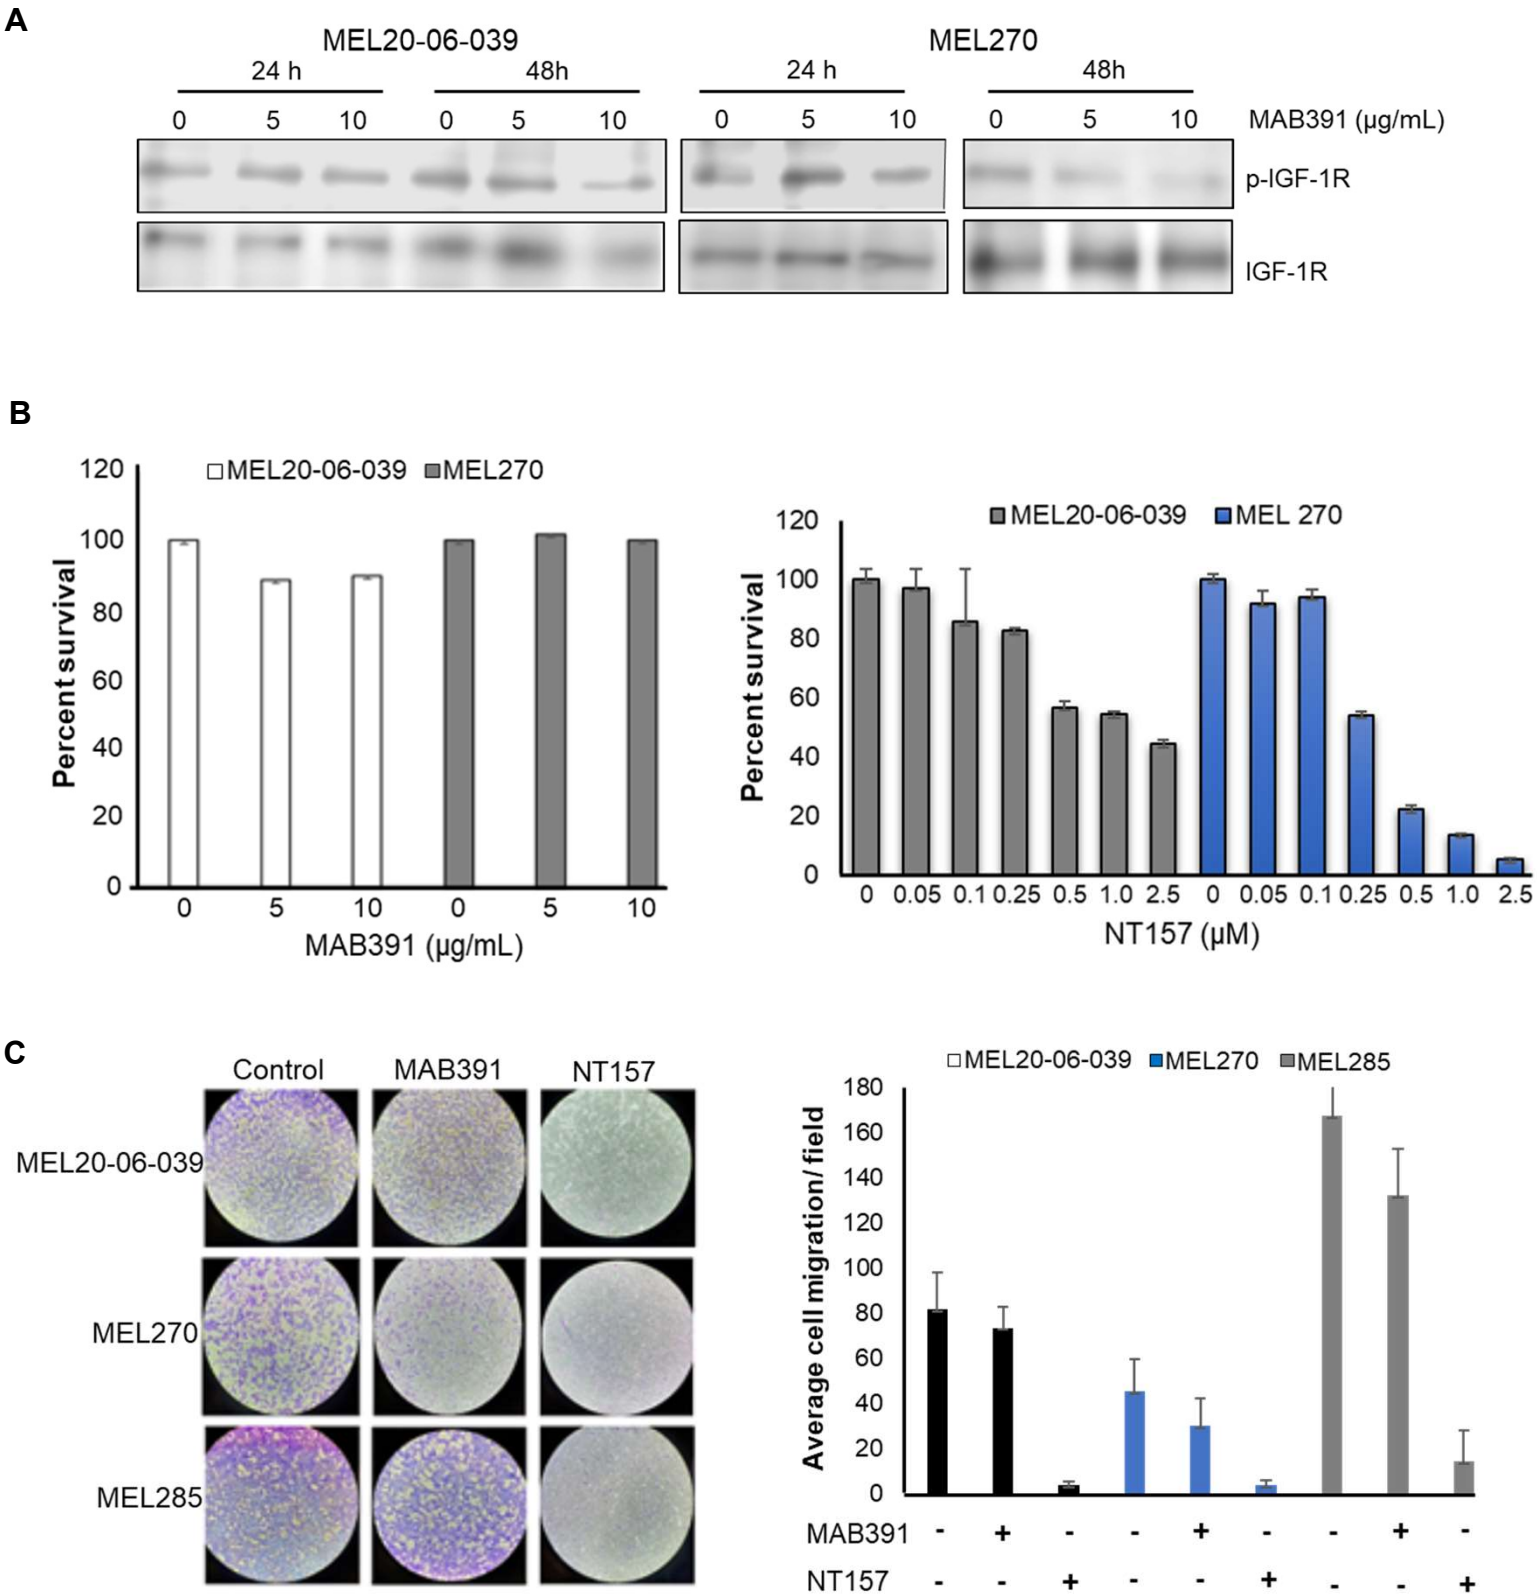 A
MEL20-06-039 MEL270
24 h 48h 24 h 48h
0 5 10 0 5 10 0 5 10 0 5 10 MAB391 (µg/mL)
p-IGF-1R
IGF-1R
B
MEL20-06-039 MEL270
120
100
80
60
40
20
0
Percent survival
0 5 10 0 5 10
MAB391 (µg/mL)
MEL20-06-039 MEL 270
120
100
80
60
40
20
0
Percent survival
0 0.05 0.1 0.25 0.5 1.0 2.5 0 0.05 0.1 0.25 0.5 1.0 2.5
NT157 (µM)
C
Control MAB391 NT157
MEL20-06-039
MEL270
MEL285
MEL20-06-039 MEL270 MEL285
180
160
140
120
100
80
60
40
20
0
Average cell migration/ field
MAB391 - + - - + - - + -
NT157 - - + - - + - - +